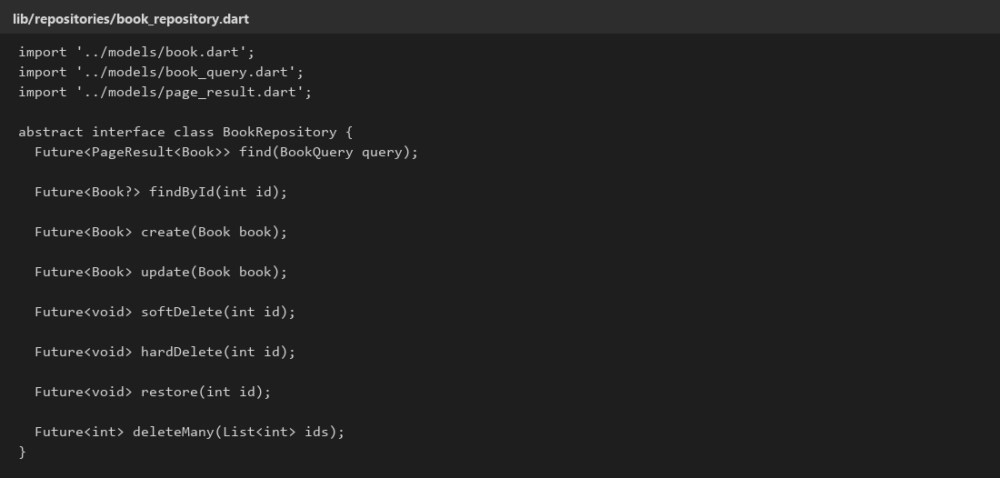 lib/repositories/book_repository.dart
import '../models/book.dart';
import '../models/book_query.dart';
import '../models/page_result.dart';

abstract interface class BookRepository {
  Future<PageResult<Book>> find(BookQuery query);

  Future<Book?> findById(int id);

  Future<Book> create(Book book);

  Future<Book> update(Book book);

  Future<void> softDelete(int id);

  Future<void> hardDelete(int id);

  Future<void> restore(int id);

  Future<int> deleteMany(List<int> ids);
}